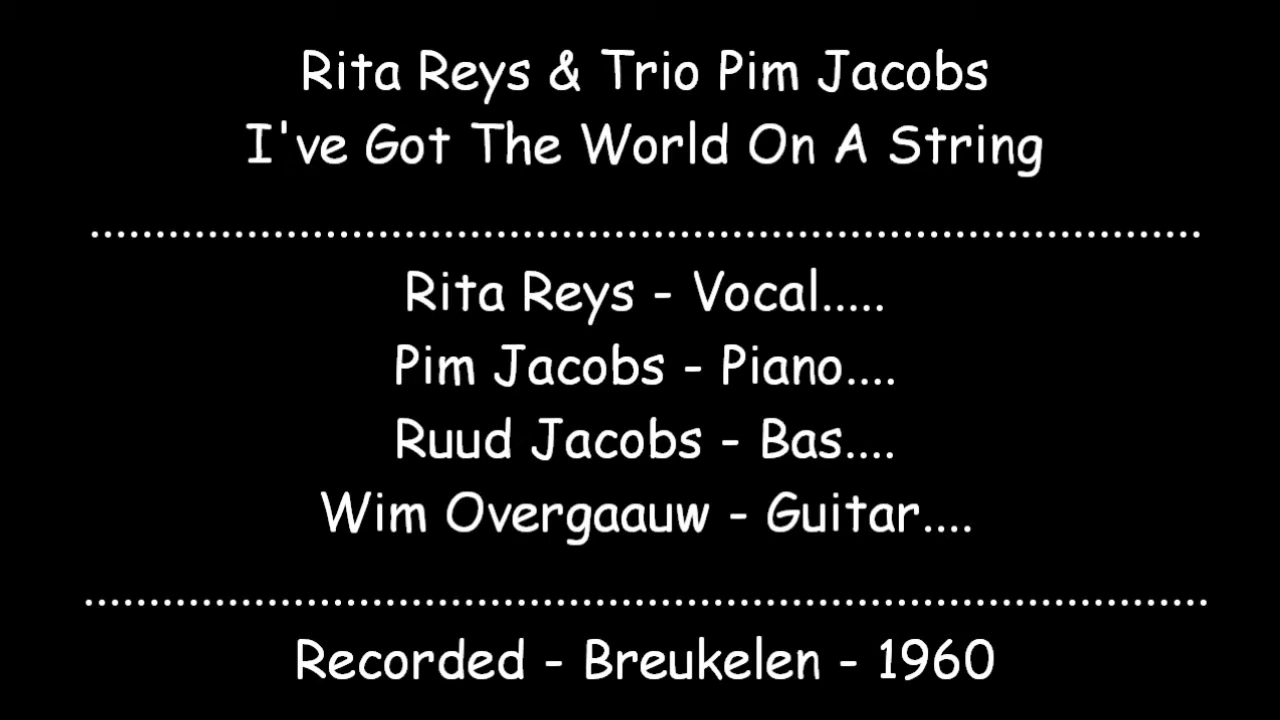 Rita Reys & Trio Pim Jacobs
I've Got The World On A String
.....................................................................................
Rita Reys - Vocal.....
Pim Jacobs - Piano....
Ruud Jacobs - Bas....
Wim Overgaauw - Guitar....
......................................................................................
Recorded - Breukelen - 1960